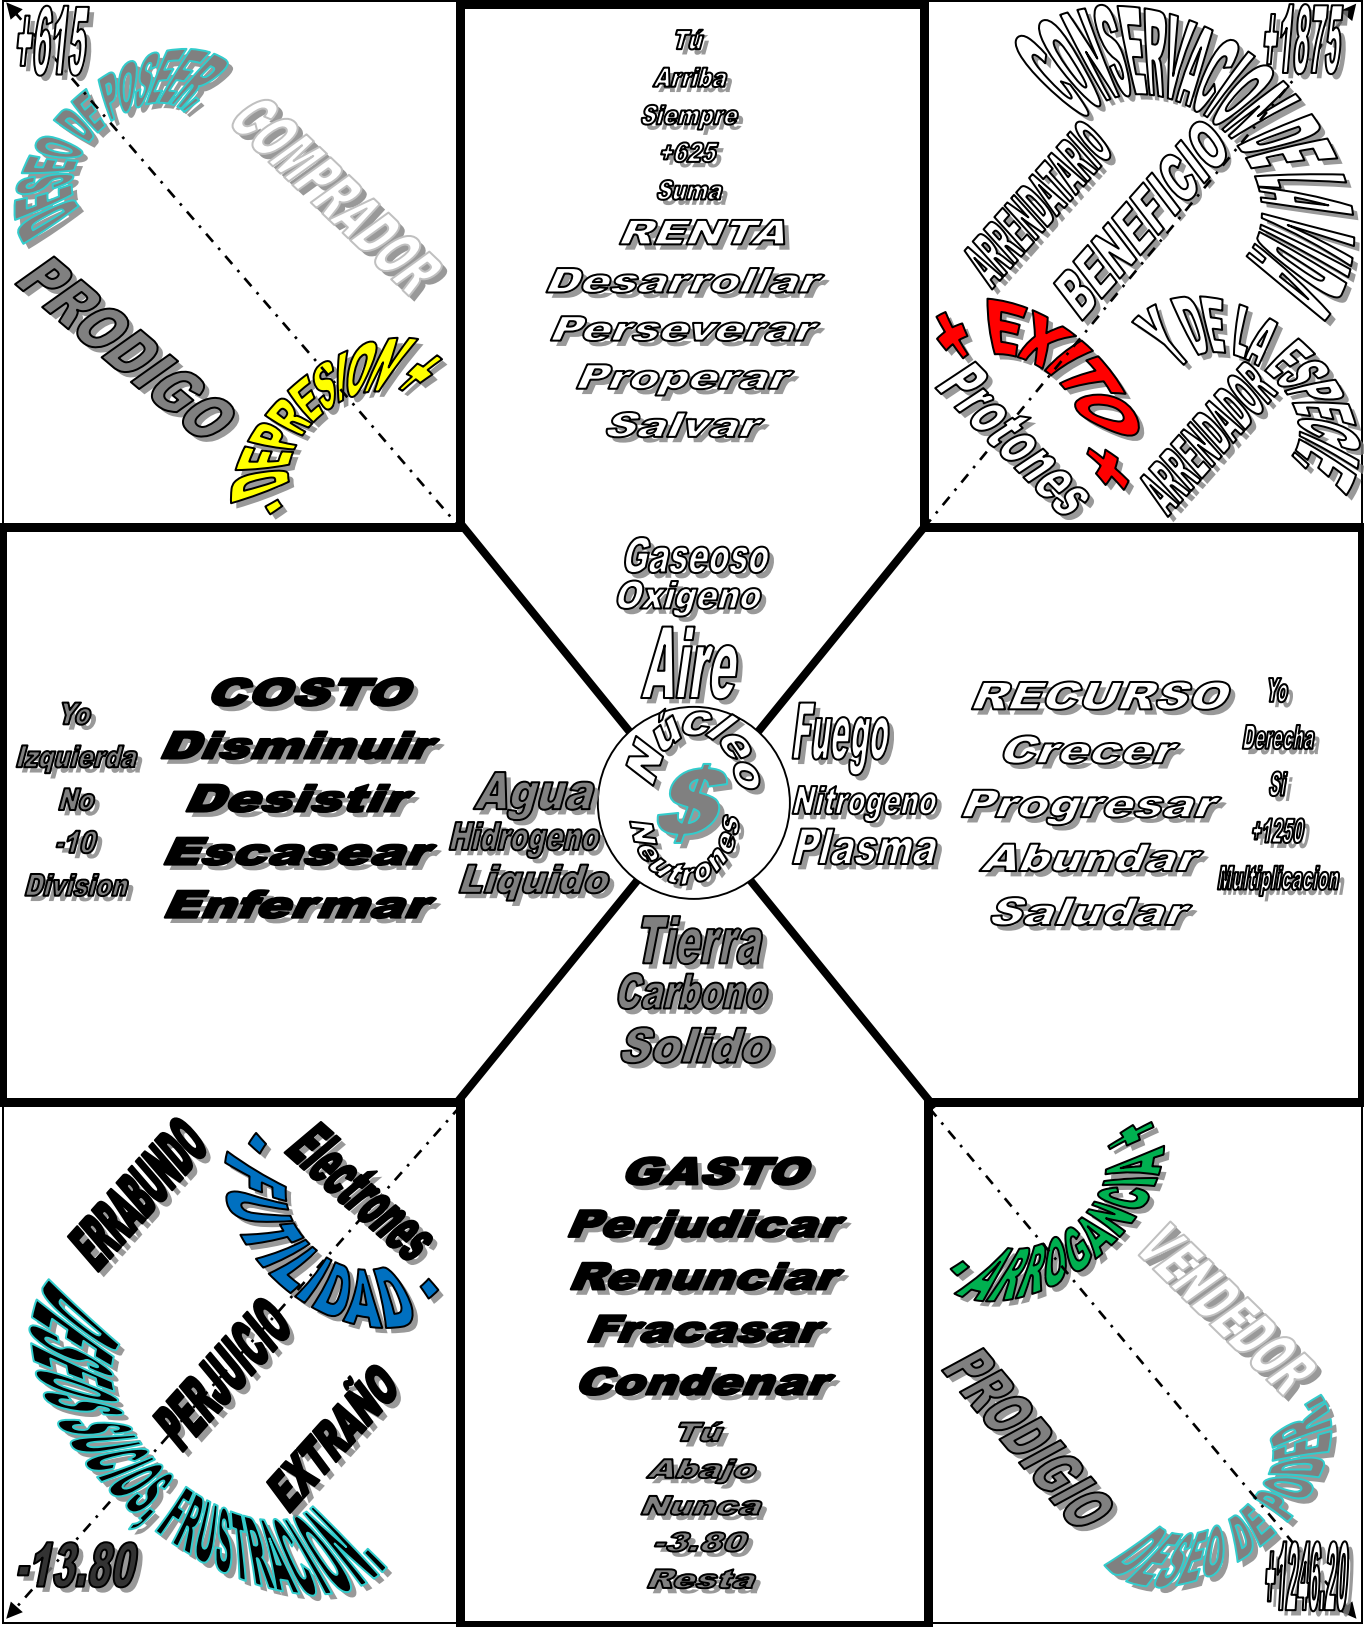 +615
DESEO DE POSEER,
COMPRADOR
PRODIGO
- DEPRESION +
Tú
Arriba
Siempre
+625
Suma
RENTA
Desarrollar
Perseverar
Properar
Salvar
+1875
CONSERVACION DE LA VIDA
ARRENDATARIO
BENEFICIO
Y DE LA ESPECIE
+ EXITO +
Protones
ARRENDADOR
Gaseoso
Oxigeno
Aire
Yo
Izquierda
No
-10
Division
COSTO
Disminuir
Desistir
Escasear
Enfermar
Agua
Hidrogeno
Liquido
Núcleo
$
Neutrones
Fuego
Nitrogeno
Plasma
RECURSO
Crecer
Progresar
Abundar
Saludar
Yo
Derecha
Si
+1250
Multiplicacion
Tierra
Carbono
Solido
ERRABUNDO
- FUTILIDAD -
Electrones
PERJUICIO
EXTRAÑO
DESEOS SUCIOS, FRUSTRACION.
-13.80
GASTO
Perjudicar
Renunciar
Fracasar
Condenar
Tú
Abajo
Nunca
-3.80
Resta
- ARROGANCIA +
VENDEDOR
PRODIGIO
DESEO DE PODER,
+1246.20